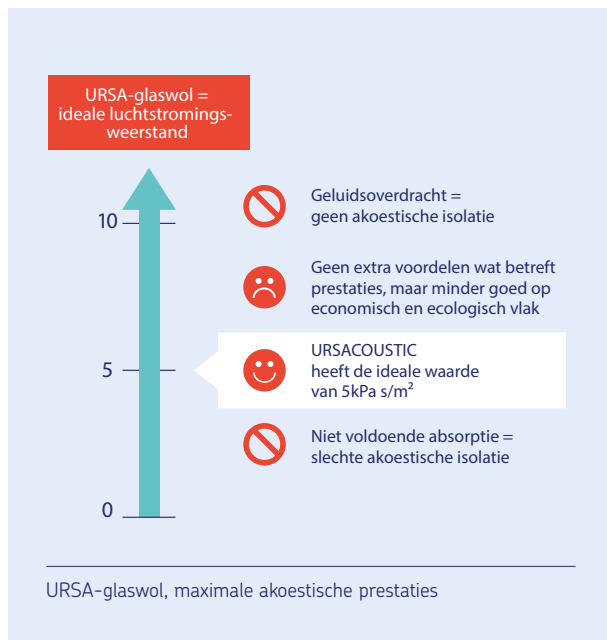 URSA-glaswol =
ideale luchtstromings-
weerstand
10
Geluidsoverdracht =
geen akoestische isolatie
Geen extra voordelen wat betreft
prestaties, maar minder goed op
economisch en ecologisch vlak
5
URSACOUSTIC
heeft de ideale waarde
van 5kPa s/m²
Niet voldoende absorptie =
slechte akoestische isolatie
0
URSA-glaswol, maximale akoestische prestaties